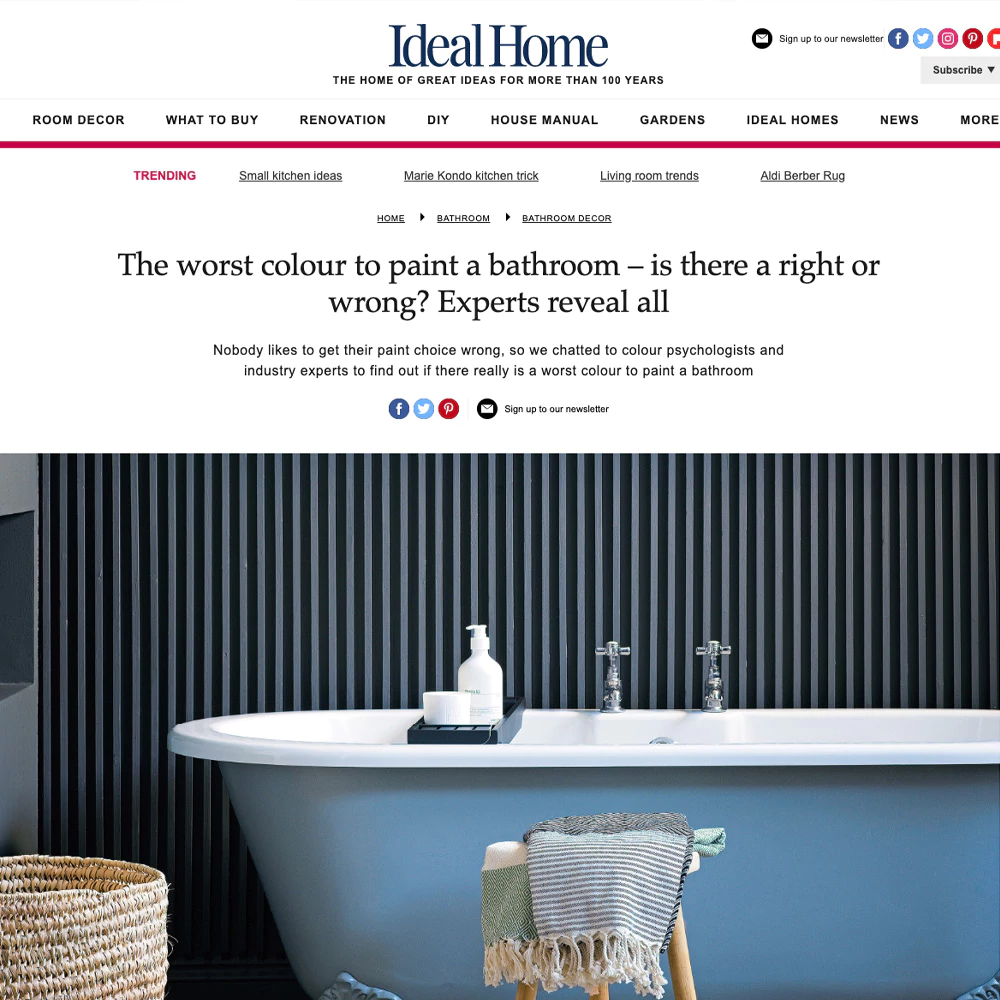 Ideal Home
THE HOME OF GREAT IDEAS FOR MORE THAN 100 YEARS
Sign up to our newsletter
Subscribe
ROOM DECOR WHAT TO BUY RENOVATION DIY HOUSE MANUAL GARDENS IDEAL HOMES NEWS MORE
TRENDING Small kitchen ideas Marie Kondo kitchen trick Living room trends Aldi Berber Rug
HOME BATHROOM BATHROOM DECOR
The worst colour to paint a bathroom – is there a right or
wrong? Experts reveal all
Nobody likes to get their paint choice wrong, so we chatted to colour psychologists and
industry experts to find out if there really is a worst colour to paint a bathroom
Sign up to our newsletter